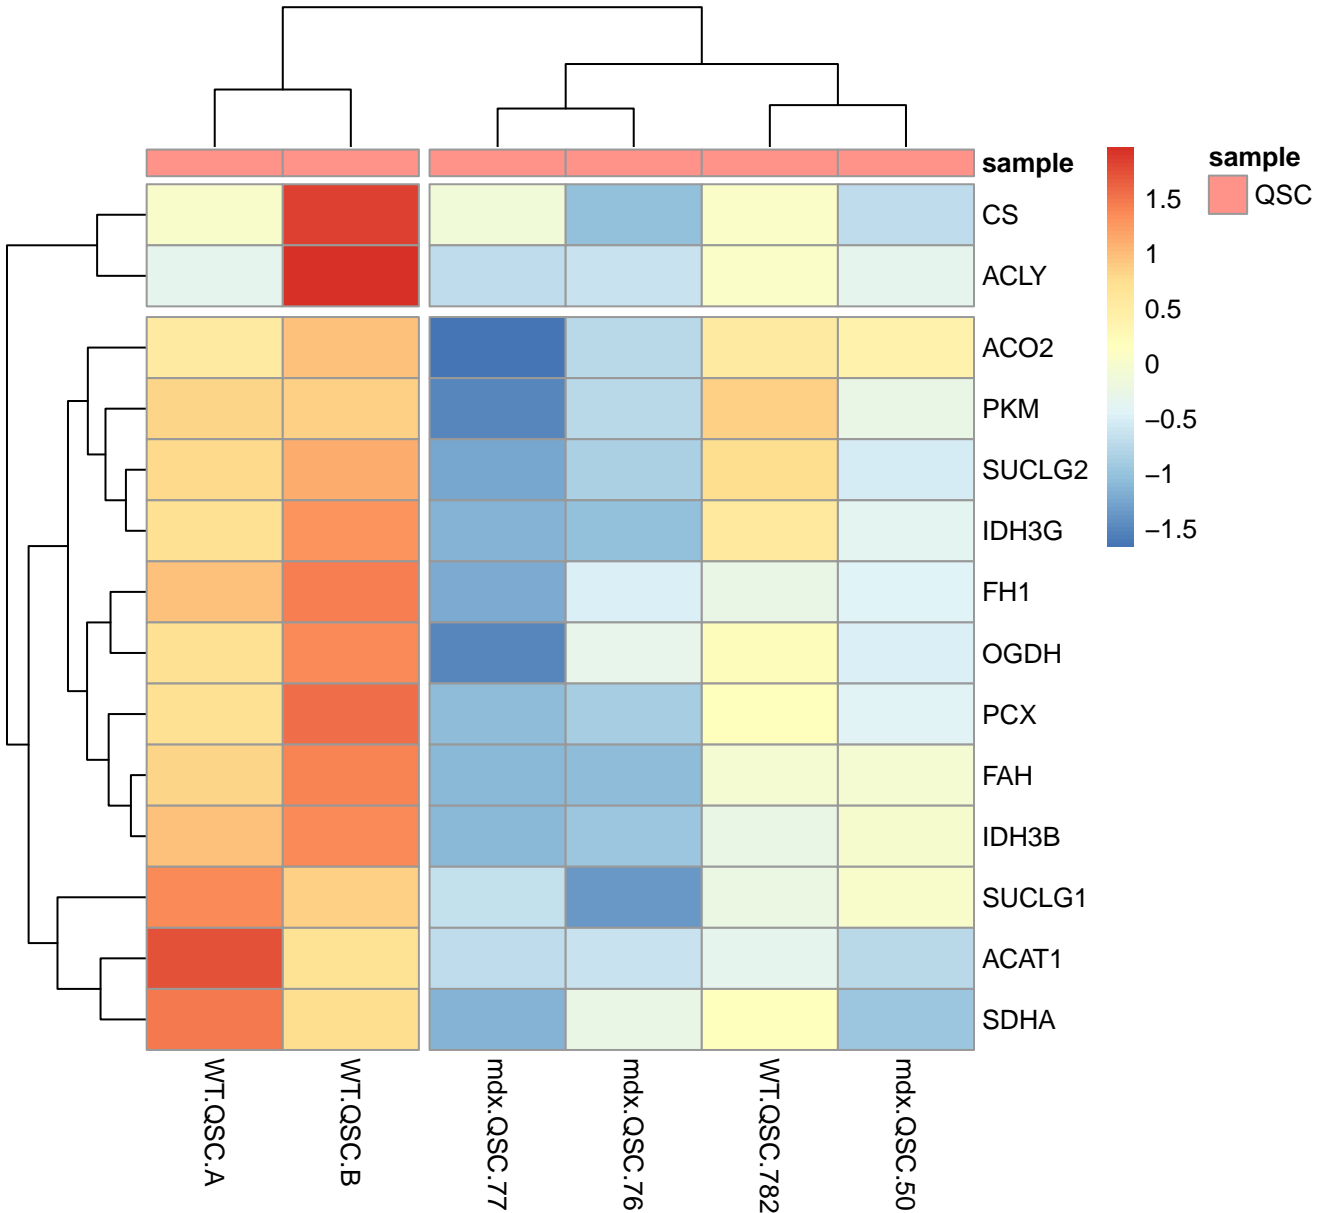 sample
CS
ACLY
ACO2
PKM
SUCLG2
IDH3G
FH1
OGDH
PCX
FAH
IDH3B
SUCLG1
ACAT1
SDHA
WT.QSC.A
WT.QSC.B
mdx.QSC.77
mdx.QSC.76
WT.QSC.782
mdx.QSC.50
1.5
1
0.5
0
−0.5
−1
−1.5
sample
QSC